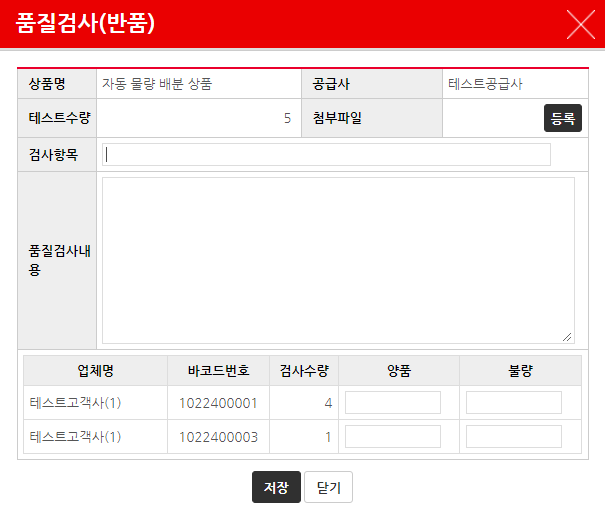 품질검사(반품)
상품명 자동 물량 배분 상품 공급사 테스트공급사
테스트수량 5 첨부파일 등록
검사항목
품질검사내
용
업체명 바코드번호 검사수량 양품 불량
테스트고객사(1) 1022400001 4
테스트고객사(1) 1022400003 1
저장 닫기